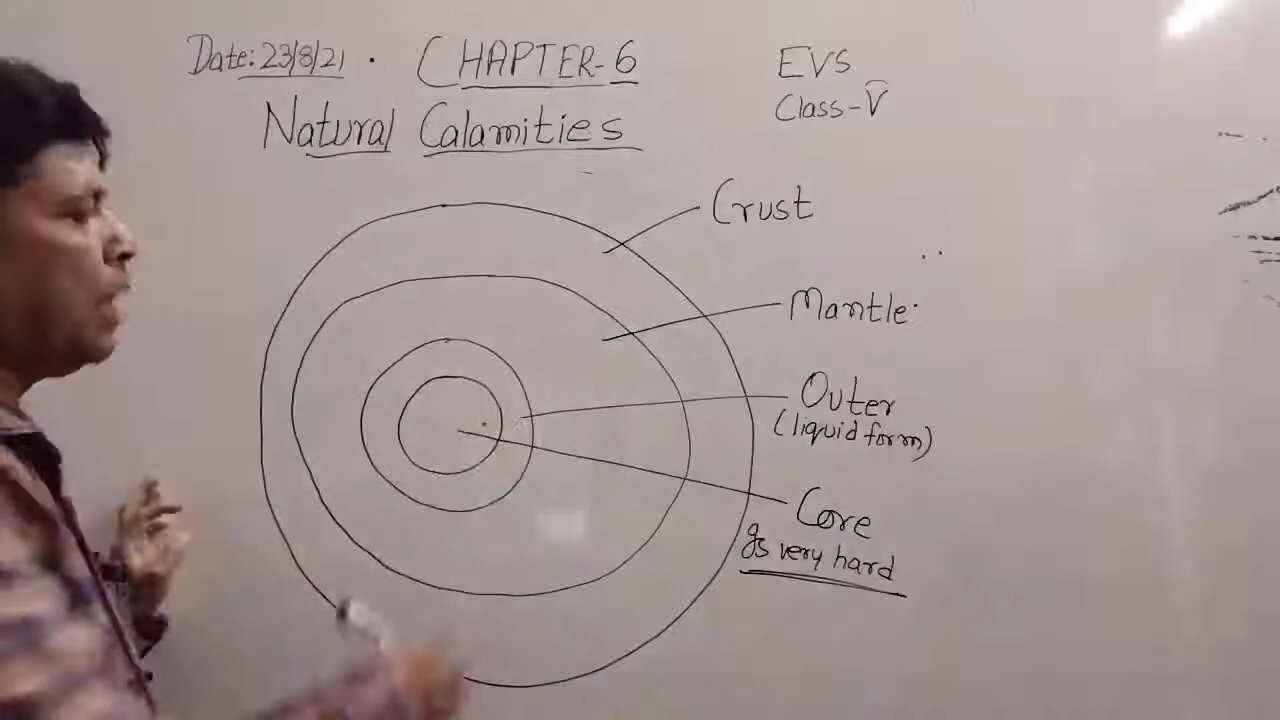 Date: 23/8/21 . CHAPTER-6
Natural Calamities
EVS
Class-V
Crust
Mantle
Outer
(liquid form)
Core
Is very hard